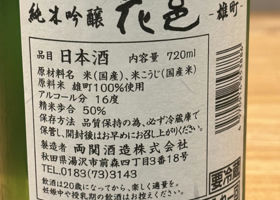 純米吟醸 花邑 -雄町-
品目 日本酒 内容量 720ml
原材料名 米(国産)、米こうじ(国産米)
原料米 雄町100%使用
アルコール分 16度
精米歩合 50%
保存方法 品質保持の為、必ず冷蔵庫で
保管し、開封後はお早めにお召し上がり下さい。
製造者 両関酒造株式会社
秋田県湯沢市前森四丁目3番18号
TEL.0183(73)3143
飲酒は20歳になってから。楽しく適量を。
妊娠中や授乳期の飲酒はお控え下さい。
要冷蔵